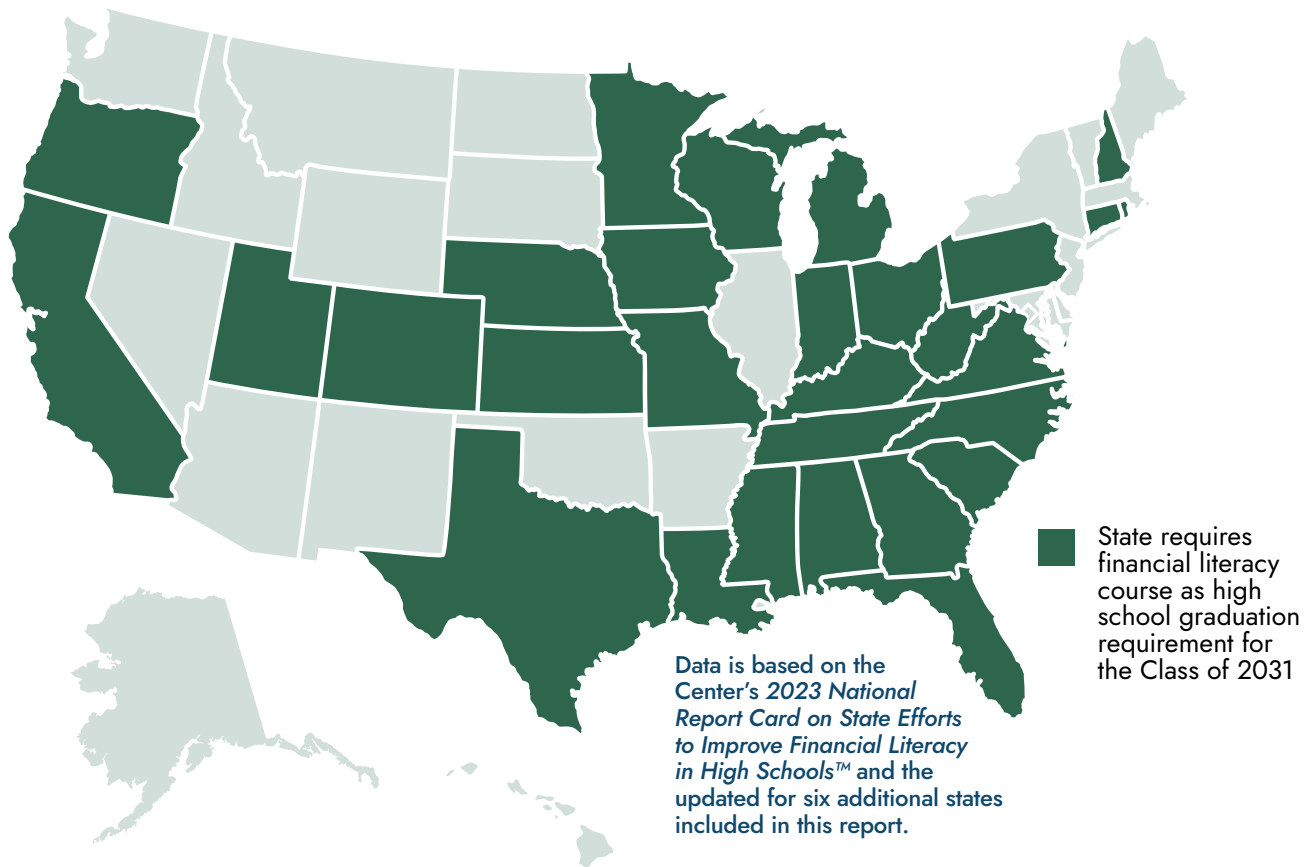 State requires
financial literacy
course as high
school graduation
requirement for
the Class of 2031
Data is based on the
Center's 2023 National
Report Card on State Efforts
to Improve Financial Literacy
in High Schools™ and the
updated for six additional states
included in this report.